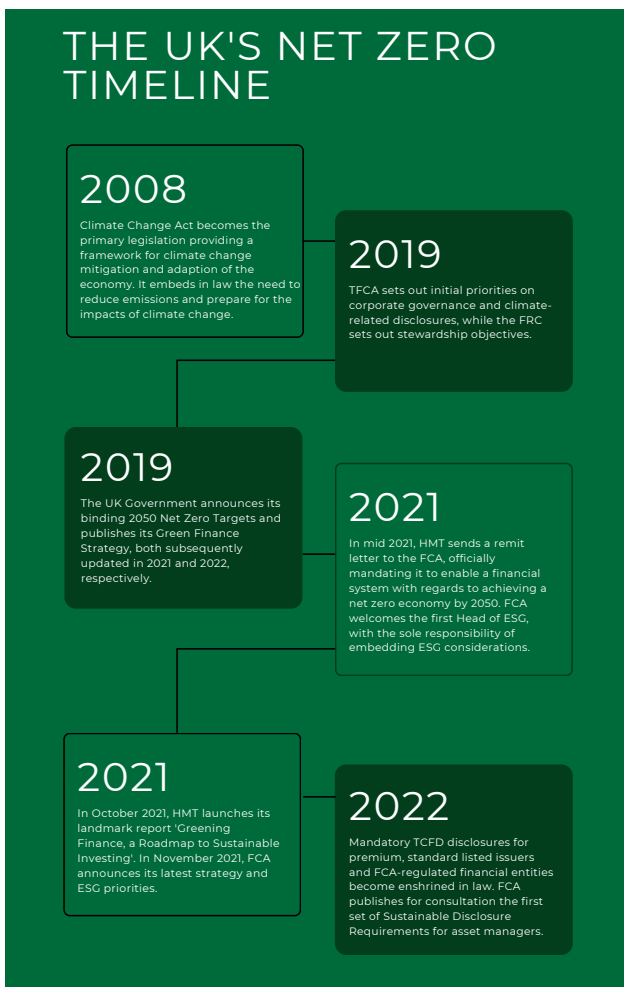 THE UK'S NET ZERO
TIMELINE
2008
Climate Change Act becomes the
primary legislation providing a
framework for climate change
mitigation and adaption of the
economy. It embeds in law the need to
reduce emissions and prepare for the
impacts of climate change.
2019
TFCA sets out initial priorities on
corporate governance and climate-
related disclosures, while the FRC
sets out stewardship objectives.
2019
The UK Government announces its
binding 2050 Net Zero Targets and
publishes its Green Finance
Strategy, both subsequently
updated in 2021 and 2022,
respectively.
2021
In mid 2021, HMT sends a remit
letter to the FCA, officially
mandating it to enable a financial
system with regards to achieving a
net zero economy by 2050. FCA
welcomes the first Head of ESG,
with the sole responsibility of
embedding ESG considerations.
2021
In October 2021, HMT launches its
landmark report 'Greening
Finance, a Roadmap to Sustainable
Investing'. In November 2021, FCA
announces its latest strategy and
ESG priorities.
2022
Mandatory TCFD disclosures for
premium, standard listed issuers
and FCA-regulated financial entities
become enshrined in law. FCA
publishes for consultation the first
set of Sustainable Disclosure
Requirements for asset managers.